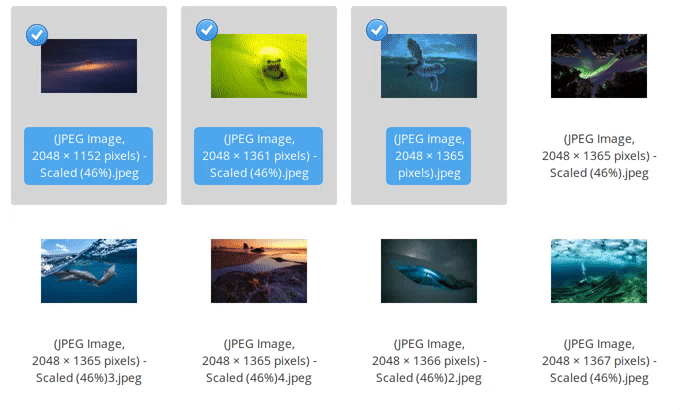 (JPEG Image,
2048 × 1152 pixels) -
Scaled (46%).jpeg
(JPEG Image,
2048 × 1361 pixels) -
Scaled (46%).jpeg
(JPEG Image,
2048 × 1365
pixels).jpeg
(JPEG Image,
2048 × 1365 pixels) -
Scaled (46%).jpeg
(JPEG Image,
2048 × 1365 pixels) -
Scaled (46%)3.jpeg
(JPEG Image,
2048 × 1365 pixels) -
Scaled (46%)4.jpeg
(JPEG Image,
2048 × 1366 pixels) -
Scaled (46%)2.jpeg
(JPEG Image,
2048 × 1367 pixels) -
Scaled (46%).jpeg